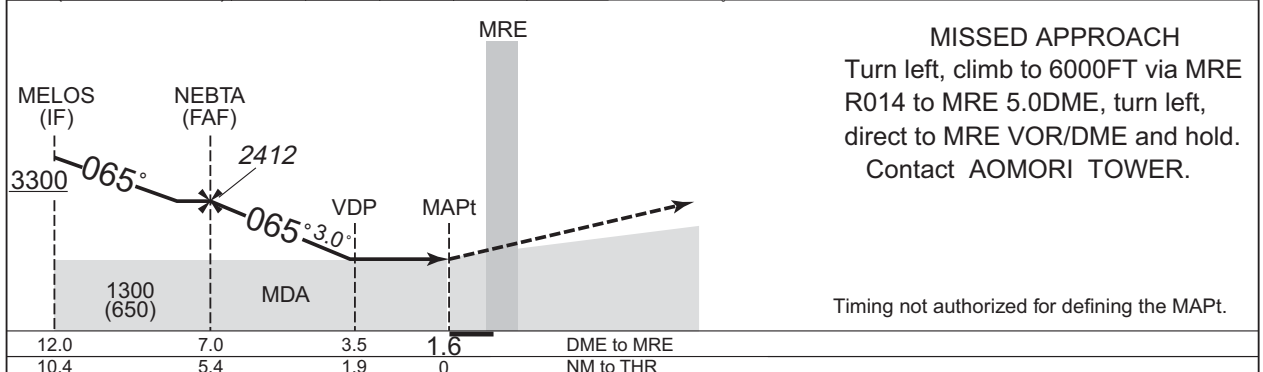 MRE
MELOS
(IF)
NEBTA
(FAF)
2412
3300
065°
VDP
MAPt
065° 3.0°
1300
(650)
MDA
MISSED APPROACH
Turn left, climb to 6000FT via MRE
R014 to MRE 5.0DME, turn left,
direct to MRE VOR/DME and hold.
Contact AOMORI TOWER.
Timing not authorized for defining the MAPt.
12.0 7.0 3.5 1.6 DME to MRE
10.4 5.4 1.9 0 NM to THR